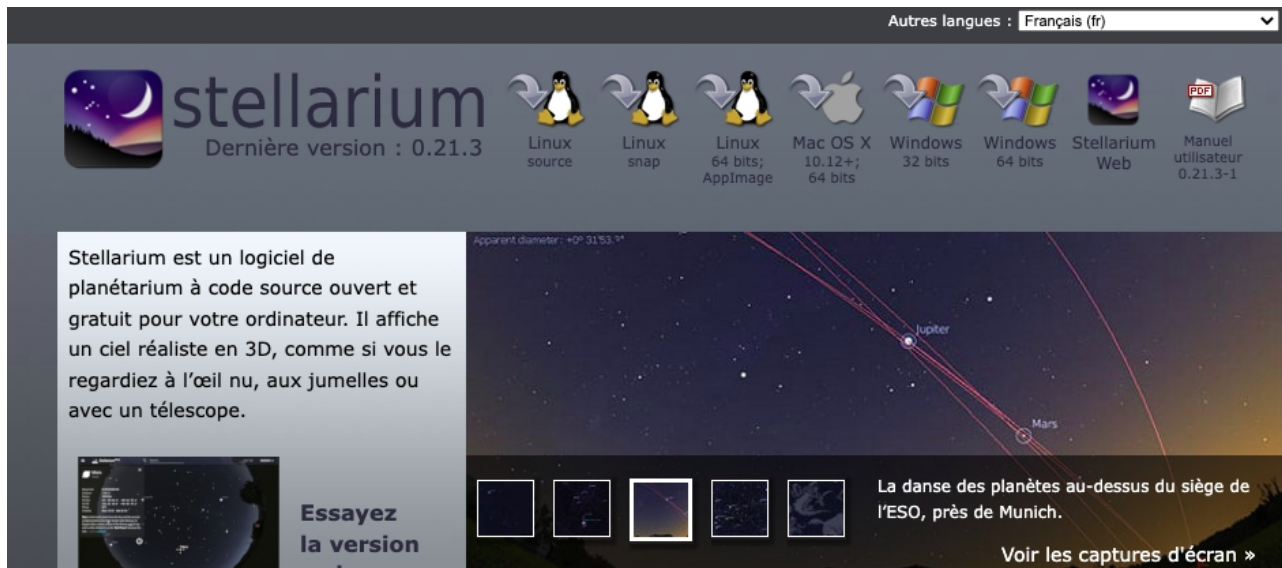 Autres langues : Français (fr)
stellarium
Dernière version : 0.21.3
Linux
source
Linux
snap
Linux
64 bits;
AppImage
Mac OS X
10.12+;
64 bits
Windows
32 bits
Windows
64 bits
Stellarium
Web
PDF
Manuel
utilisateur
0.21.3-1
Stellarium est un logiciel de
planétarium à code source ouvert et
gratuit pour votre ordinateur. Il affiche
un ciel réaliste en 3D, comme si vous le
regardiez à l’œil nu, aux jumelles ou
avec un télescope.
Apparent diameter: +0° 31'53.
Jupiter
Mars
La danse des planètes au-dessus du siège de
l’ESO, près de Munich.
Voir les captures d'écran »
Essayez
la version